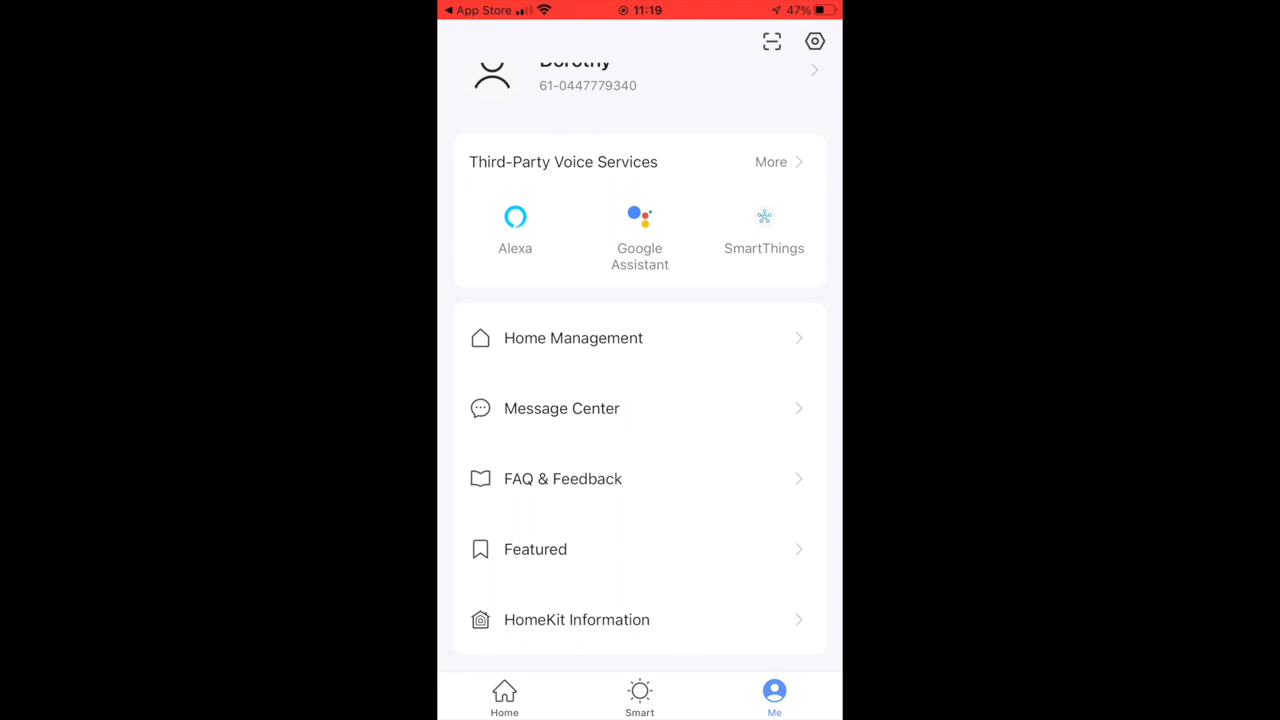 App Store
11:19
47%
Dorothy
61-0447779340
Third-Party Voice Services
More
Alexa
Google
Assistant
SmartThings
Home Management
Message Center
FAQ & Feedback
Featured
HomeKit Information
Home
Smart
Me